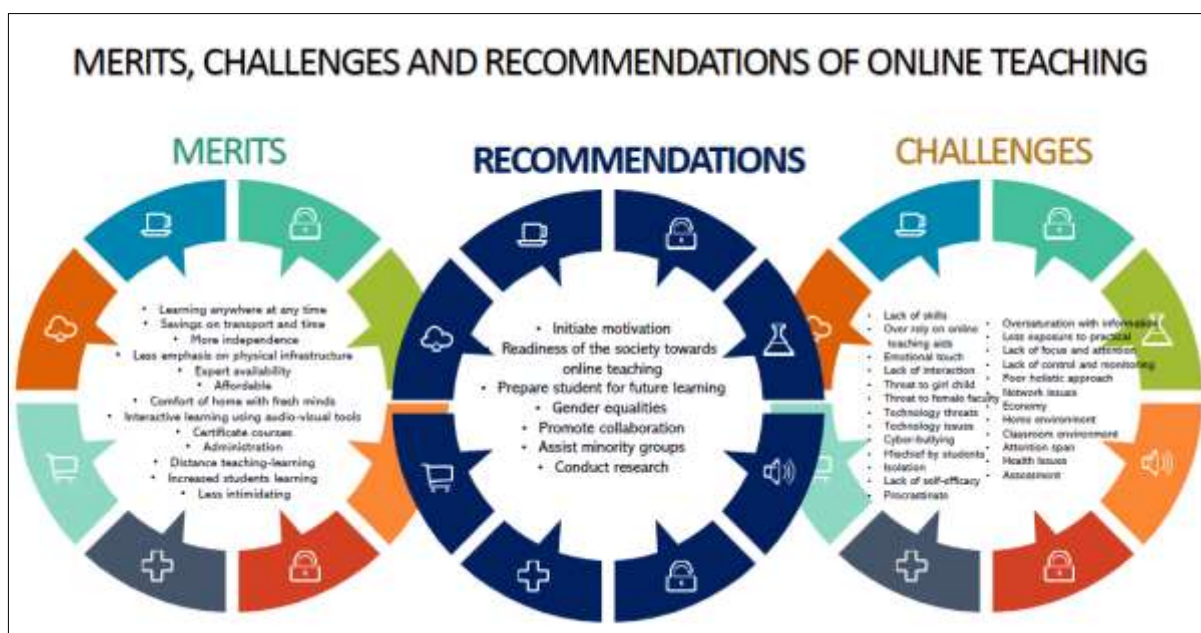 MERITS, CHALLENGES AND RECOMMENDATIONS OF ONLINE TEACHING
MERITS
• Learning anywhere at any time
• Savings on transport and time
• More independence
• Less emphasis on physical infrastructure
• Expert availability
• Affordable
• Comfort of home with fresh minds
• Interactive learning using audio-visual tools
• Certificate courses
• Administration
• Distance teaching-learning
• Increased students learning
• Less intimidating
RECOMMENDATIONS
• Initiate motivation
• Readiness of the society towards
online teaching
• Prepare student for future learning
• Gender equalities
• Promote collaboration
• Assist minority groups
• Conduct research
CHALLENGES
• Lack of skills
• Over rely on online
teaching aids
• Emotional touch
• Lack of interaction
• Threat to girl child
• Threat to female faculty
• Technology threats
• Technology issues
• Cyber-bullying
• Mischief by students
• Isolation
• Lack of self-efficacy
• Procrastinate
• Oversaturation with information
• Less exposure to practical
• Lack of focus and attention
• Lack of control and monitoring
• Poor holistic approach
• Network issues
• Economy
• Home environment
• Classroom environment
• Attention span
• Health issues
• Assessment